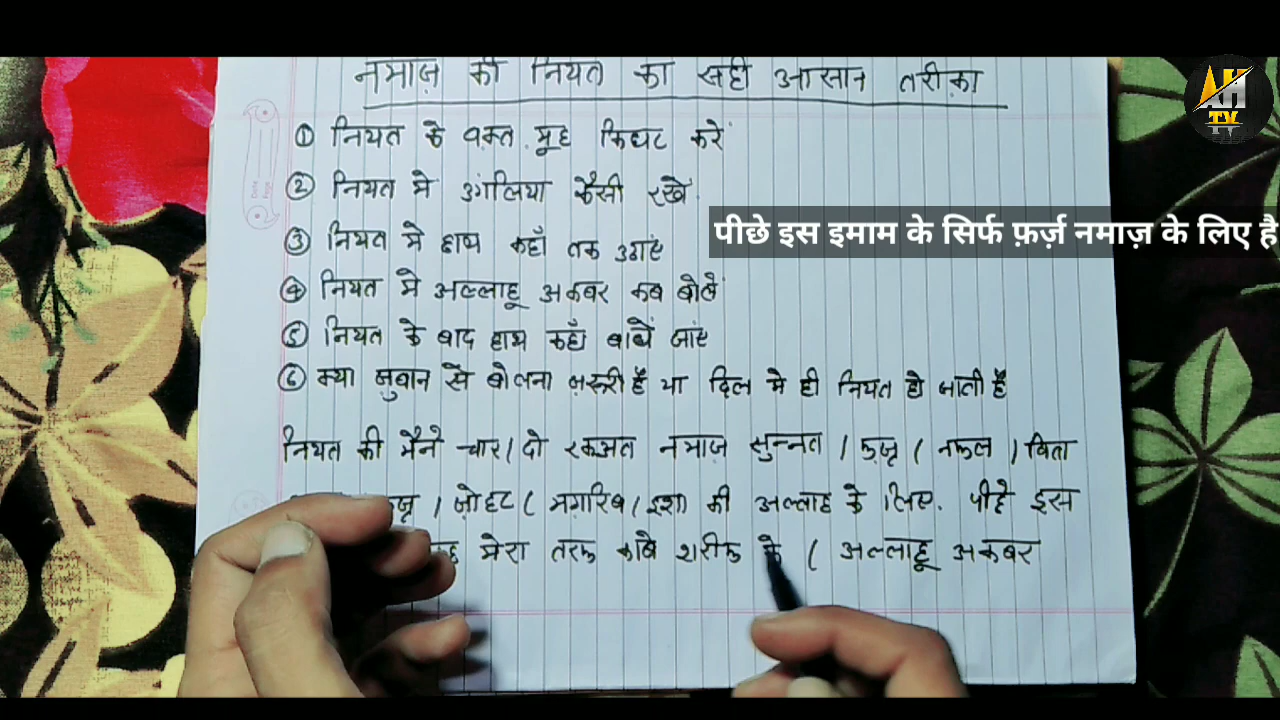 नमाज़ की नियत का सही आसान तरीक़ा
① नियत के वक़्त मूह किधर करें
② नियत मे उंगलिया कैसी रखें
③ नियत मे हाथ कहाँ तक उठाएं
④ नियत मे अल्लाहू अकबर कब बोलें
⑤ नियत के बाद हाथ कहाँ बांधें जांए
⑥ क्या ज़ुबान से बोलना ज़रूरी है या दिल मे ही नियत हो जाती है
नियत की मैने चार/दो रकअत नमाज़ सुन्नत / फ़र्ज़ / नफ़्ल / वित्र
/ ज़ोहर / मग़रिब / इशा की अल्लाह के लिए. पीछे इस
मेरा तरफ़ काबे शरीफ़ के ( अल्लाहू अकबर
पीछे इस इमाम के सिर्फ फ़र्ज़ नमाज़ के लिए है
AH
TV